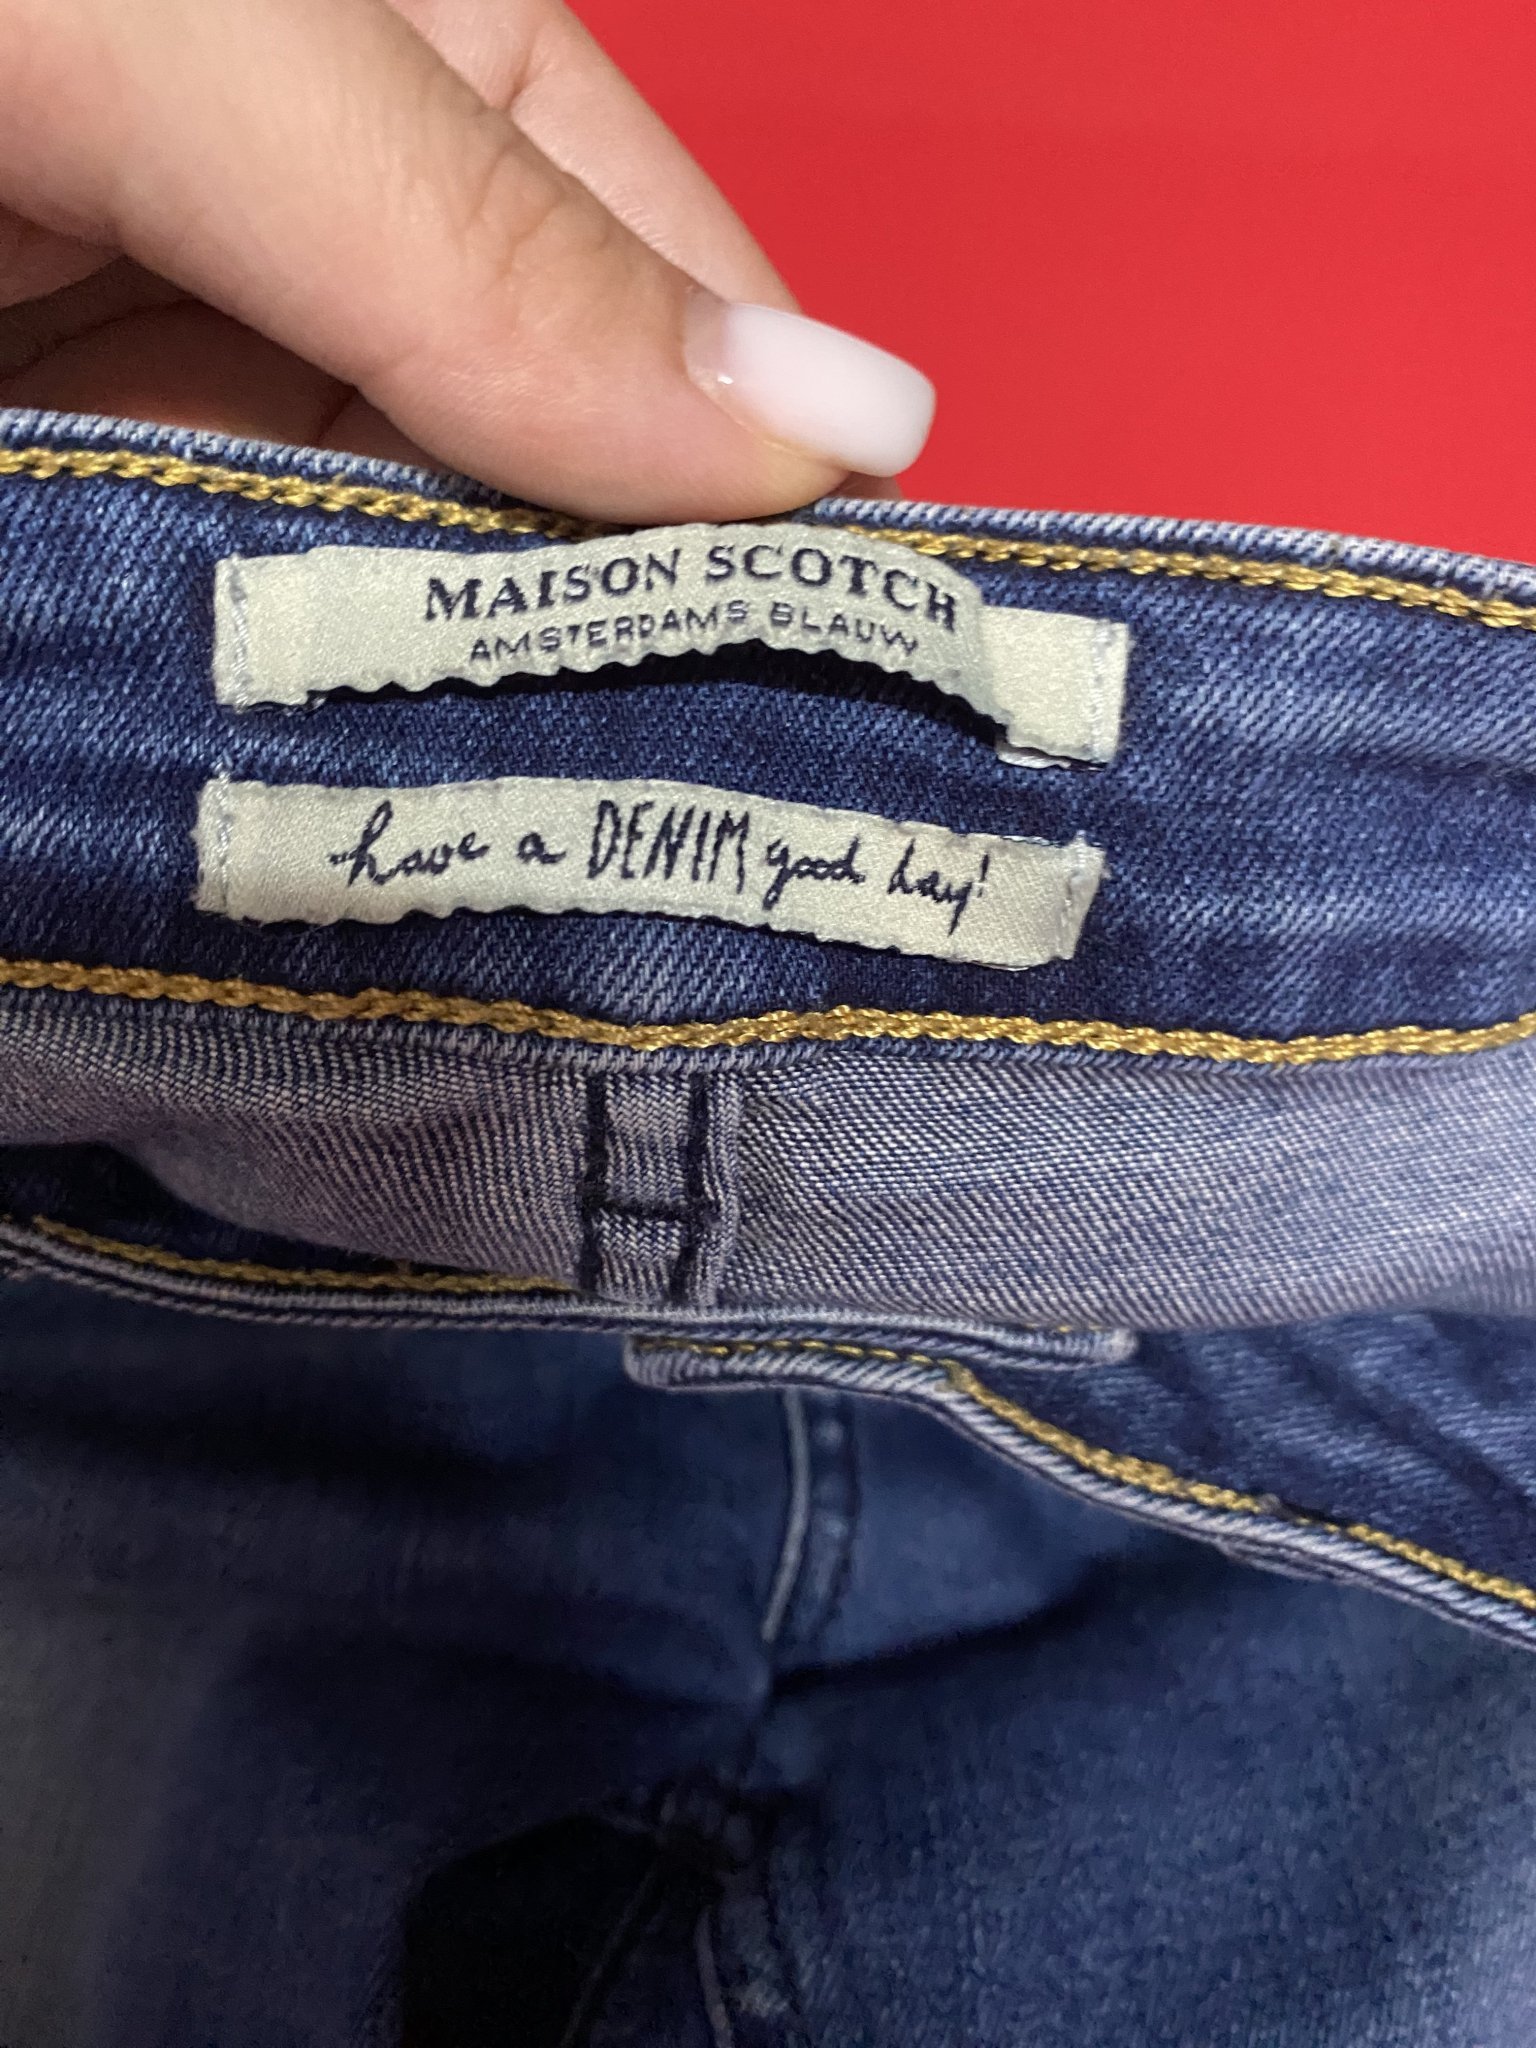 MAISON SCOTCH
AMSTERDAMS BLAUW
have a DENIM good day!